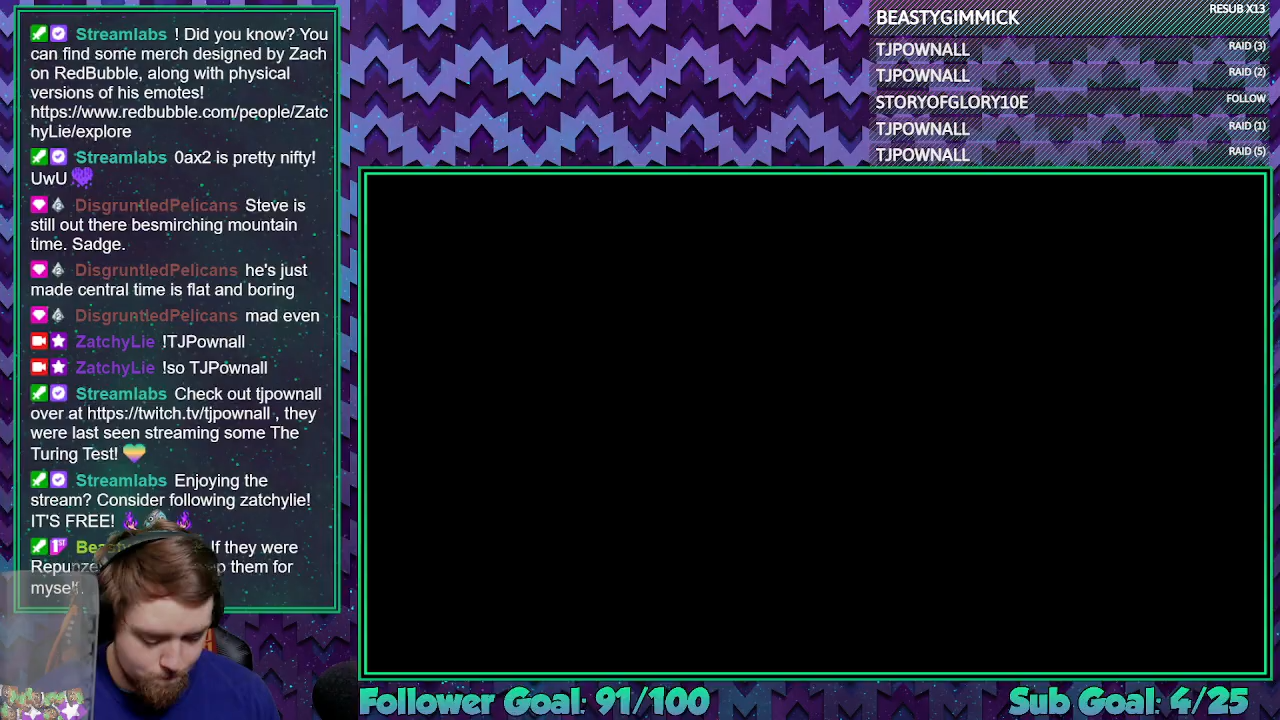 Streamlabs ! Did you know? You
can find some merch designed by Zach
on RedBubble, along with physical
versions of his emotes!
https://www.redbubble.com/people/Zatc
hyLie/explore
Streamlabs 0ax2 is pretty nifty!
UwU
DisgruntledPelicans Steve is
still out there besmirching mountain
time. Sadge.
DisgruntledPelicans he's just
made central time is flat and boring
DisgruntledPelicans mad even
ZatchyLie !TJPownall
ZatchyLie !so TJPownall
Streamlabs Check out tjpownall
over at https://twitch.tv/tjpownall , they
were last seen streaming some The
Turing Test!
Streamlabs Enjoying the
stream? Consider following zatchylie!
IT'S FREE!
If they were
them for
myself.
BEASTYGIMMICK RESUB X13
TJPOWNALL RAID (3)
TJPOWNALL RAID (2)
STORYOFGLORY10E FOLLOW
TJPOWNALL RAID (1)
TJPOWNALL RAID (5)
Follower Goal: 91/100
Sub Goal: 4/25